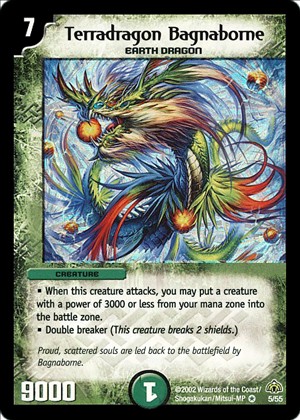 7
Terradragon Bagnaborne
EARTH DRAGON
CREATURE
▪ When this creature attacks, you may put a creature
with a power of 3000 or less from your mana zone into
the battle zone.
▪ Double breaker (This creature breaks 2 shields.)
Proud, scattered souls are led back to the battlefield by
Bagnaborne.
9000
1
©2002 Wizards of the Coast/
Shogakukan/Mitsui-MP
5/55